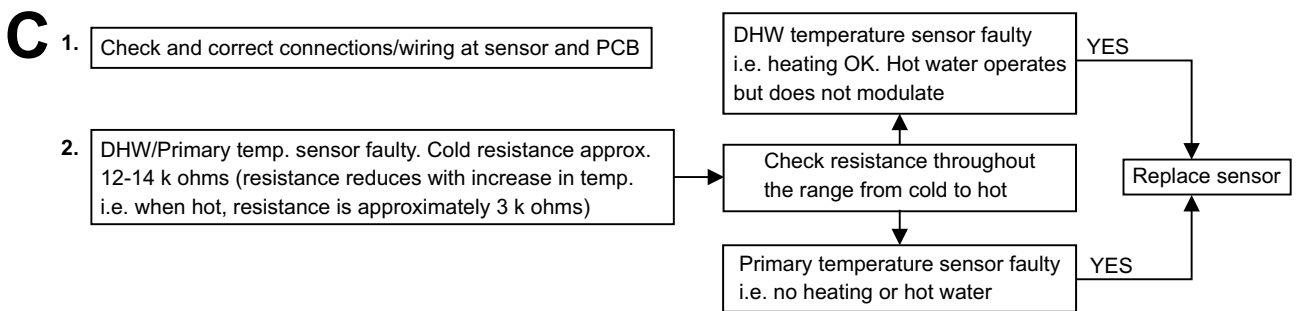 C
1. Check and correct connections/wiring at sensor and PCB
DHW temperature sensor faulty
i.e. heating OK. Hot water operates
but does not modulate
YES
2. DHW/Primary temp. sensor faulty. Cold resistance approx.
12-14 k ohms (resistance reduces with increase in temp.
i.e. when hot, resistance is approximately 3 k ohms)
Check resistance throughout
the range from cold to hot
Replace sensor
Primary temperature sensor faulty
i.e. no heating or hot water
YES